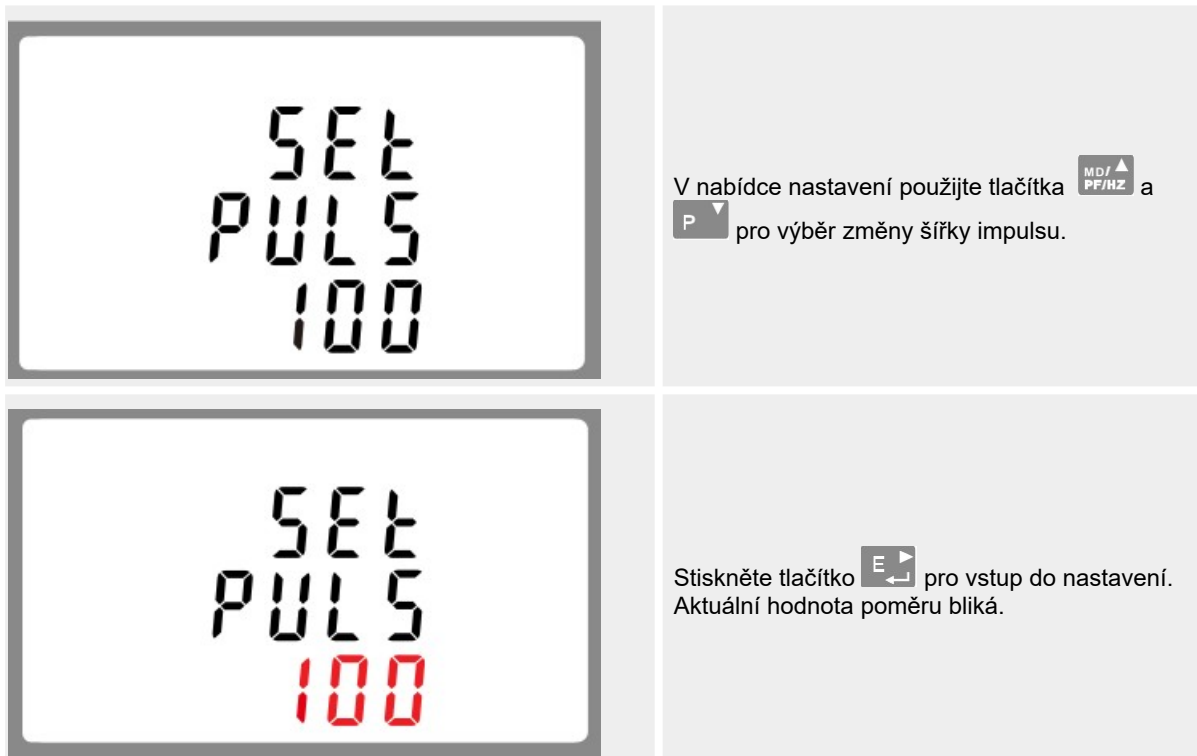 SEt
PULS
100
V nabídce nastavení použijte tlačítka MD/▲ PF/HZ a
P▼ pro výběr změny šířky impulsu.
SEt
PULS
100
Stiskněte tlačítko E pro vstup do nastavení.
Aktuální hodnota poměru bliká.